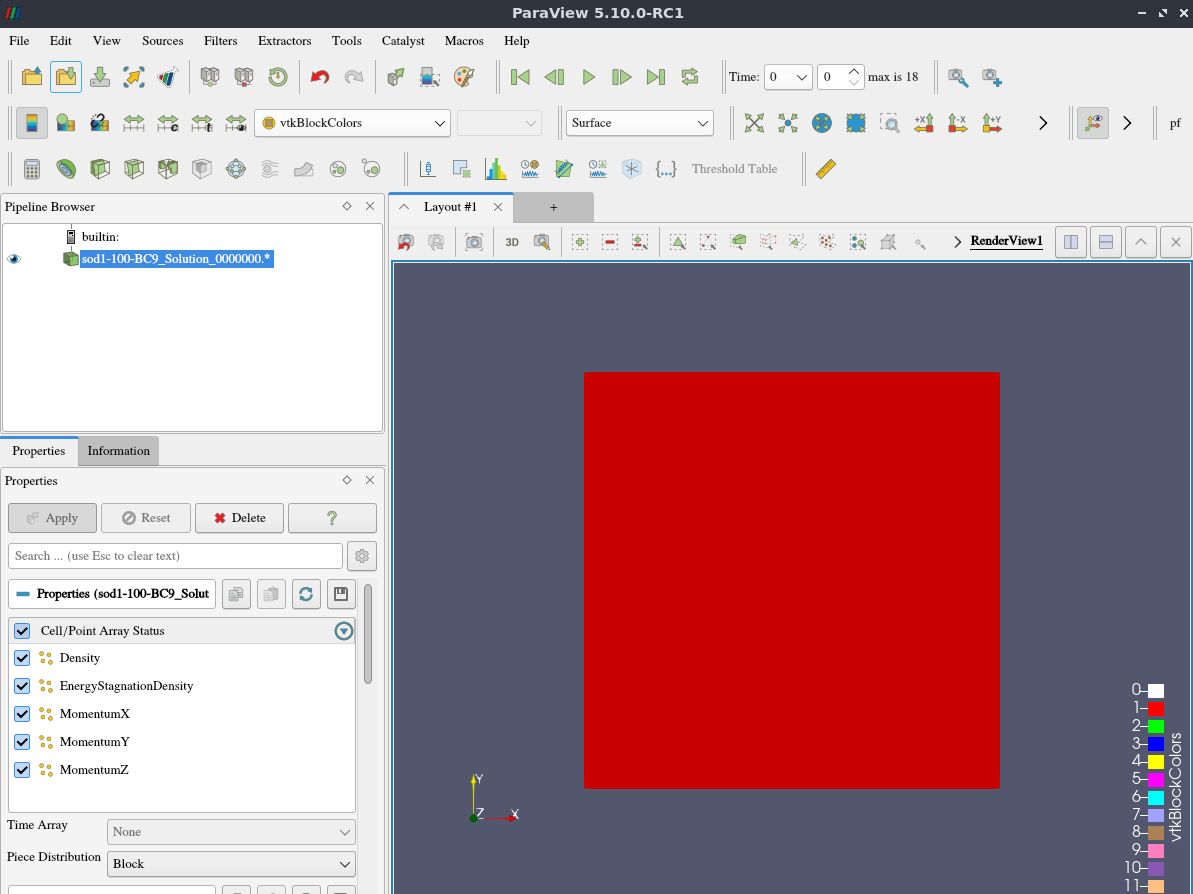 ParaView 5.10.0-RC1
File Edit View Sources Filters Extractors Tools Catalyst Macros Help
Time: 0 0 max is 18
vtkBlockColors Surface +X -X +Y pf
Threshold Table
Pipeline Browser
Layout #1 +
builtin:
3D RenderView1
sod1-100-BC9_Solution_0000000.*
Properties Information
Properties
Apply Reset Delete ?
Search ... (use Esc to clear text)
Properties (sod1-100-BC9_Solut
Cell/Point Array Status
Density
EnergyStagnationDensity
MomentumX
MomentumY
MomentumZ
Time Array None
Piece Distribution Block
Y
Z X
0
1
2
3
4
5
6
7
8
9
10
11
vtkBlockColors